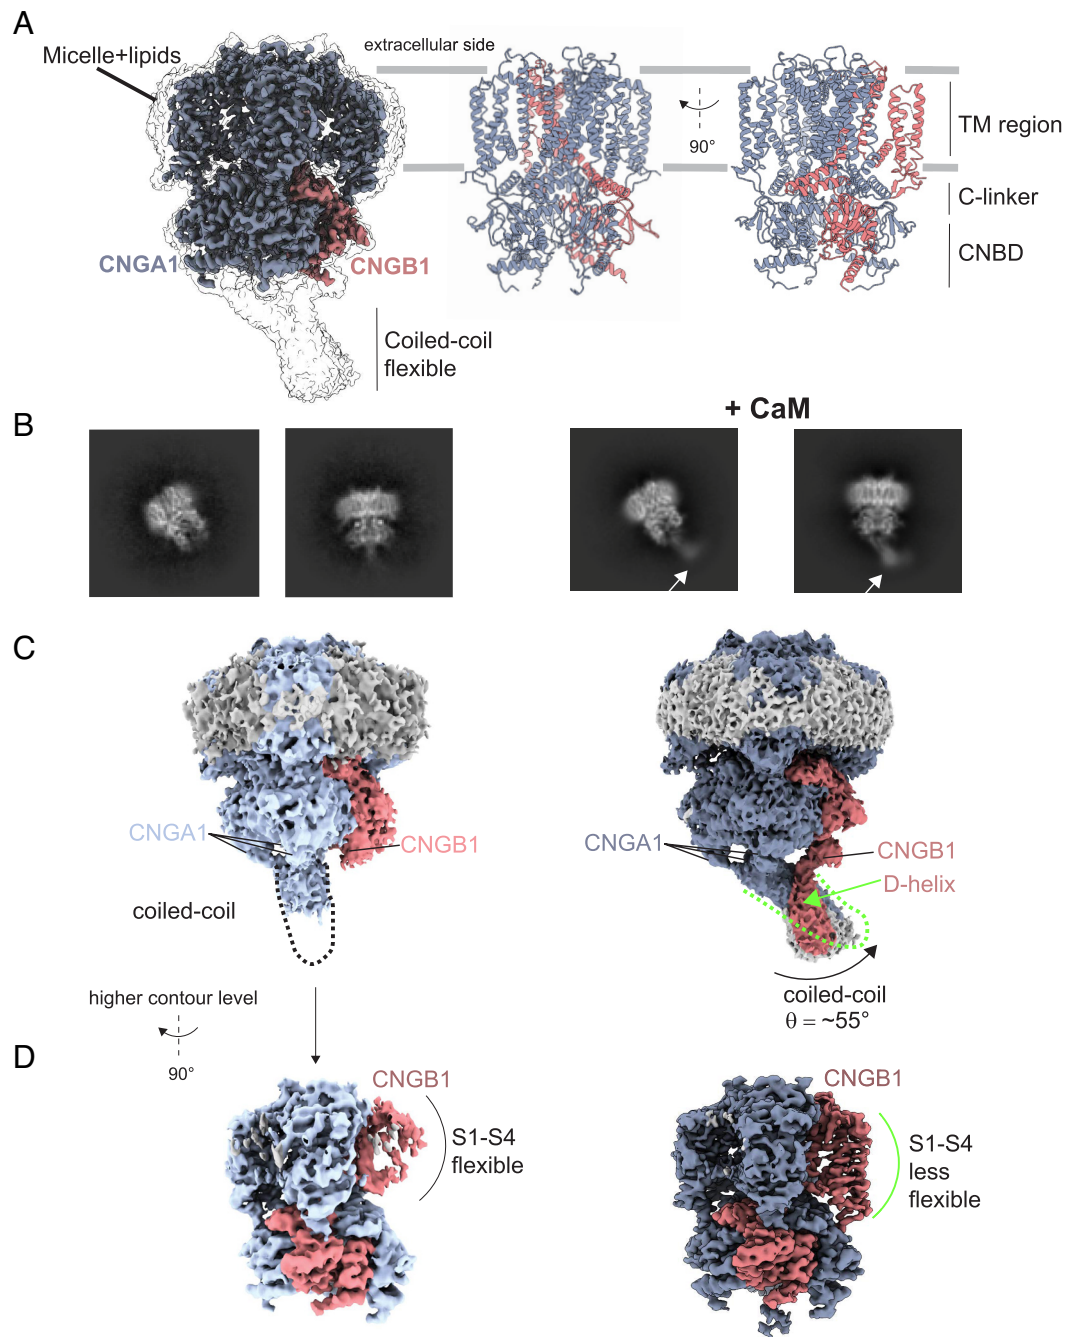 A
Micelle+lipids
extracellular side
90°
TM region
C-linker
CNBD
CNGA1
CNGB1
Coiled-coil
flexible
B
+ CaM
C
CNGA1
CNGB1
coiled-coil
CNGA1
CNGB1
D-helix
coiled-coil
θ = ~55°
higher contour level
90°
D
CNGB1
S1-S4
flexible
CNGB1
S1-S4
less
flexible